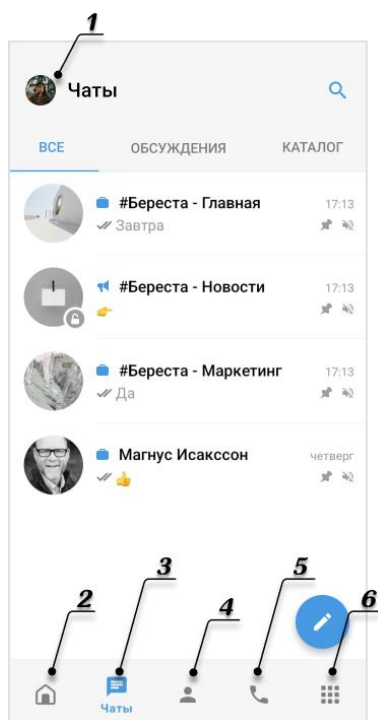 1
Чаты
ВСЕ ОБСУЖДЕНИЯ КАТАЛОГ
#Береста - Главная 17:13
Завтра
#Береста - Новости 17:13
#Береста - Маркетинг 17:13
Да
Магнус Исакссон четверг
2 3 4 5 6
Чаты